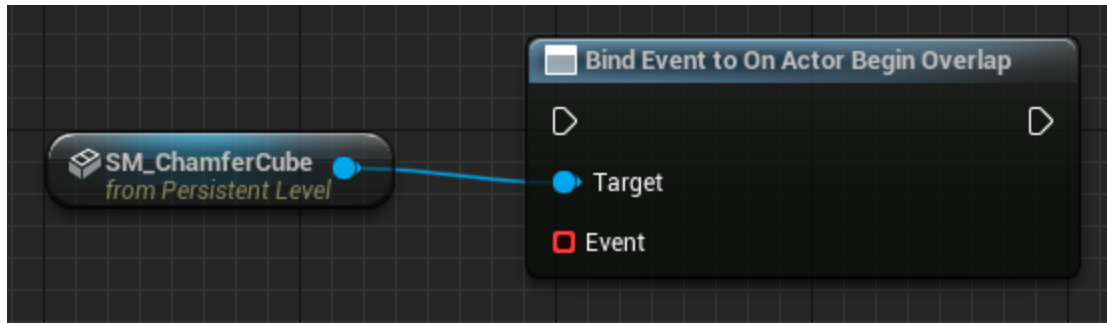 Bind Event to On Actor Begin Overlap
SM_ChamferCube
from Persistent Level
Target
Event